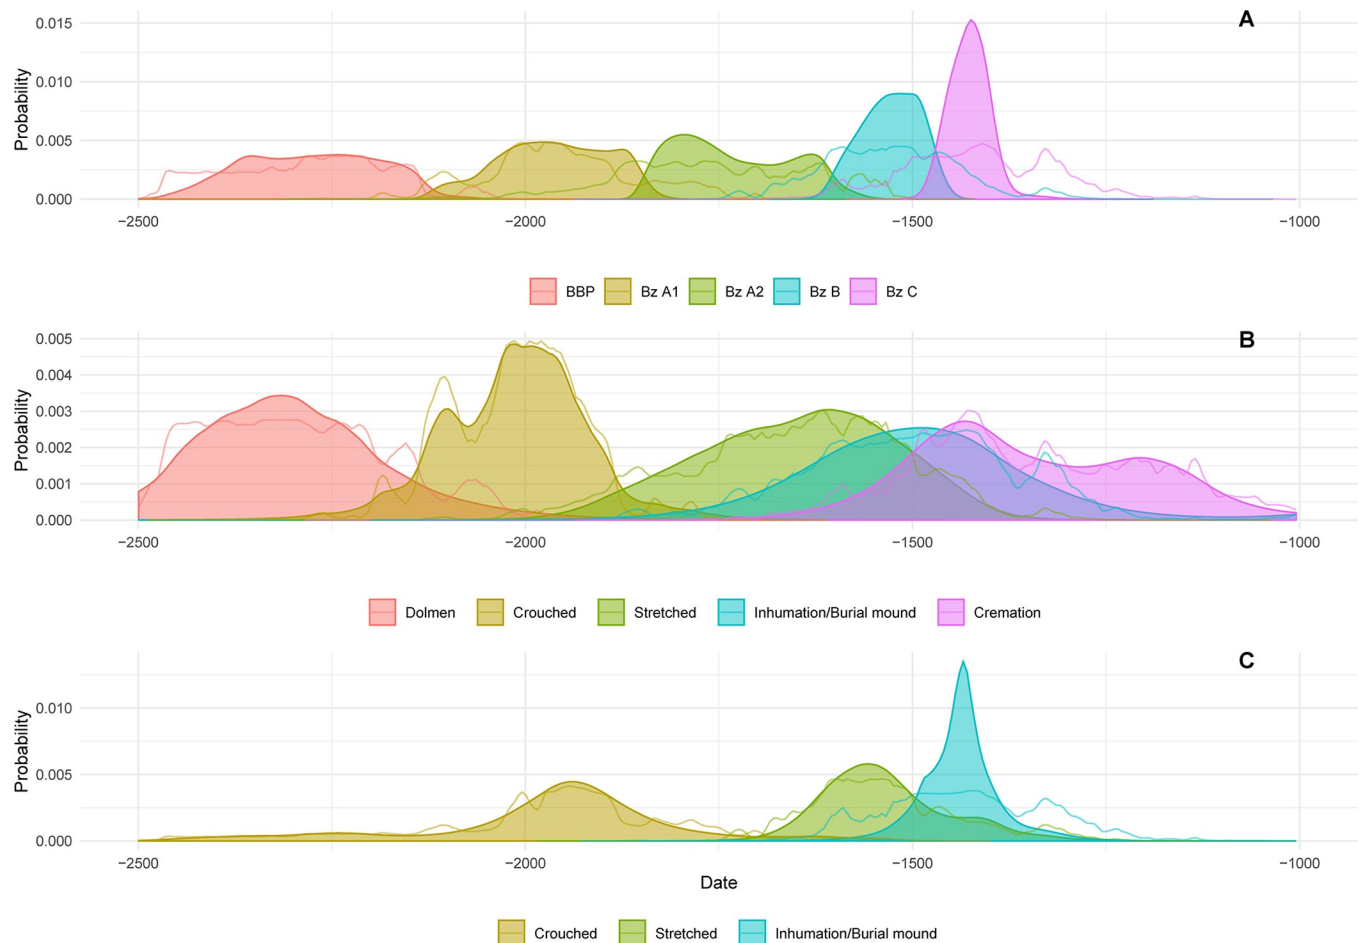 A
Probability
0.015
0.010
0.005
0.000
−2500 −2000 −1500 −1000
BBP Bz A1 Bz A2 Bz B Bz C
B
Probability
0.005
0.004
0.003
0.002
0.001
0.000
−2500 −2000 −1500 −1000
Dolmen Crouched Stretched Inhumation/Burial mound Cremation
C
Probability
0.010
0.005
0.000
−2500 −2000 −1500 −1000
Date
Crouched Stretched Inhumation/Burial mound